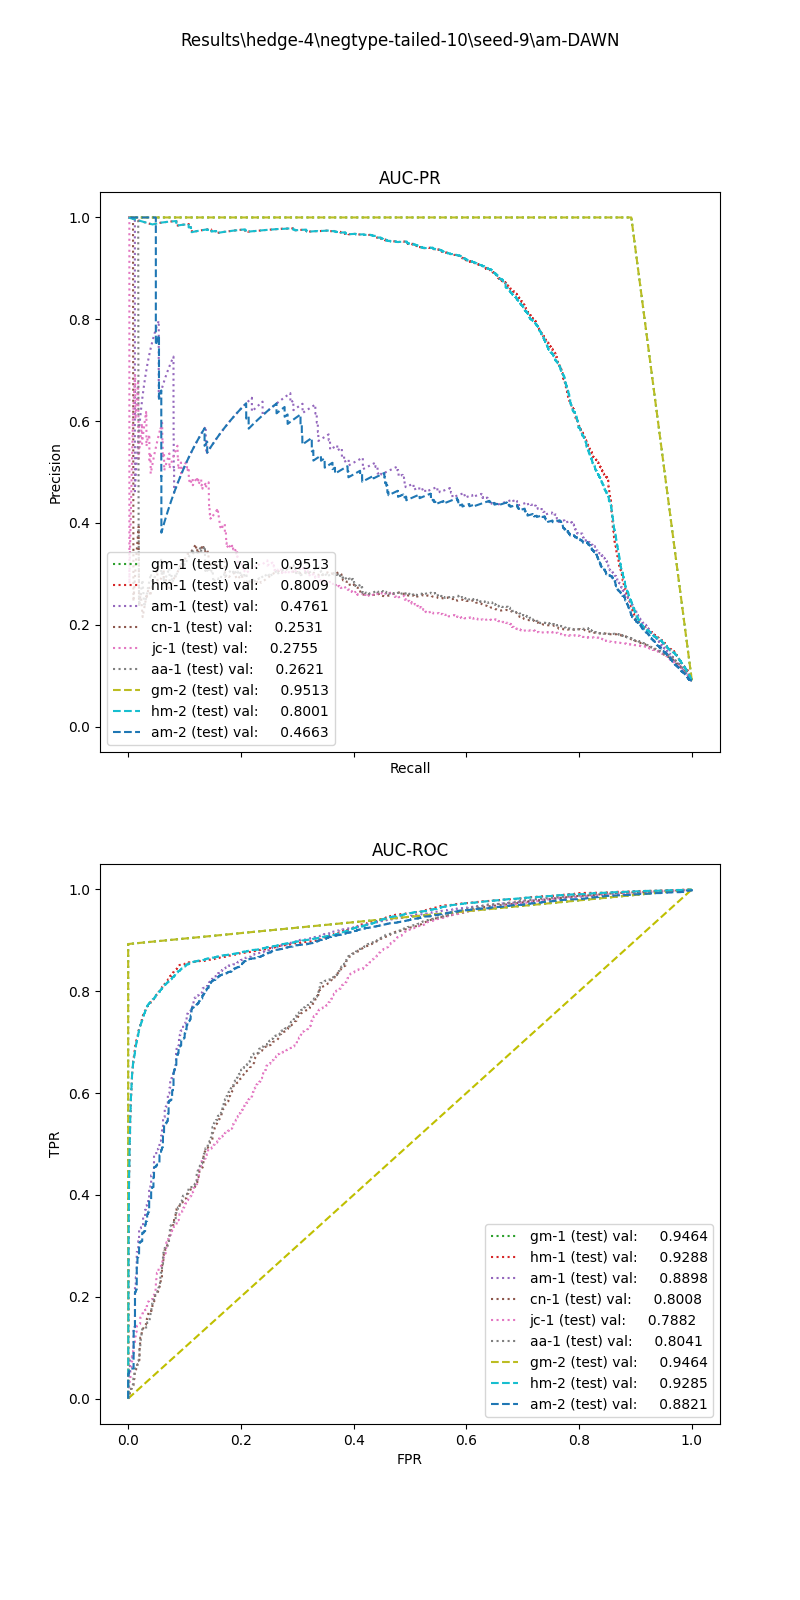 Results\hedge-4\negtype-tailed-10\seed-9\am-DAWN
AUC-PR
1.0
0.8
0.6
0.4
0.2
0.0
Precision
gm-1 (test) val: 0.9513
hm-1 (test) val: 0.8009
am-1 (test) val: 0.4761
cn-1 (test) val: 0.2531
jc-1 (test) val: 0.2755
aa-1 (test) val: 0.2621
gm-2 (test) val: 0.9513
hm-2 (test) val: 0.8001
am-2 (test) val: 0.4663
Recall
AUC-ROC
1.0
0.8
0.6
0.4
0.2
0.0
TPR
gm-1 (test) val: 0.9464
hm-1 (test) val: 0.9288
am-1 (test) val: 0.8898
cn-1 (test) val: 0.8008
jc-1 (test) val: 0.7882
aa-1 (test) val: 0.8041
gm-2 (test) val: 0.9464
hm-2 (test) val: 0.9285
am-2 (test) val: 0.8821
0.0 0.2 0.4 0.6 0.8 1.0
FPR